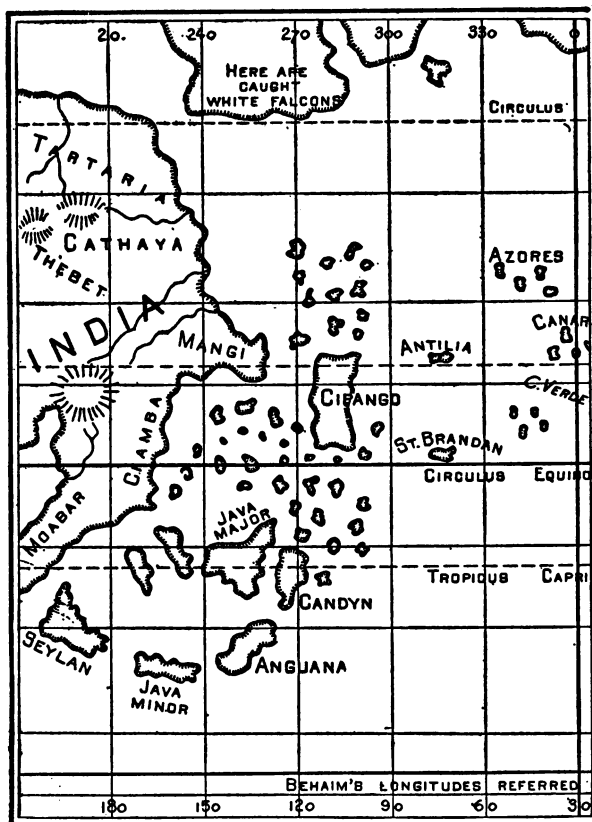 210 240 270 300 330 0
HERE ARE
CAUGHT
WHITE FALCONS
CIRCULUS
TARTARIA
CATHAYA
THEBET
AZORES
INDIA
CANAR
MANGI
ANTILIA
CIPANGO
C. VERDE
CIAMBA
ST. BRANDAN
CIRCULUS EQUINO
MOABAR
JAVA
MAJOR
TROPICUS CAPRI
CANDYN
SEYLAN
ANGUANA
JAVA
MINOR
BEHAIM'S LONGITUDES REFERRED
180 150 120 90 60 30